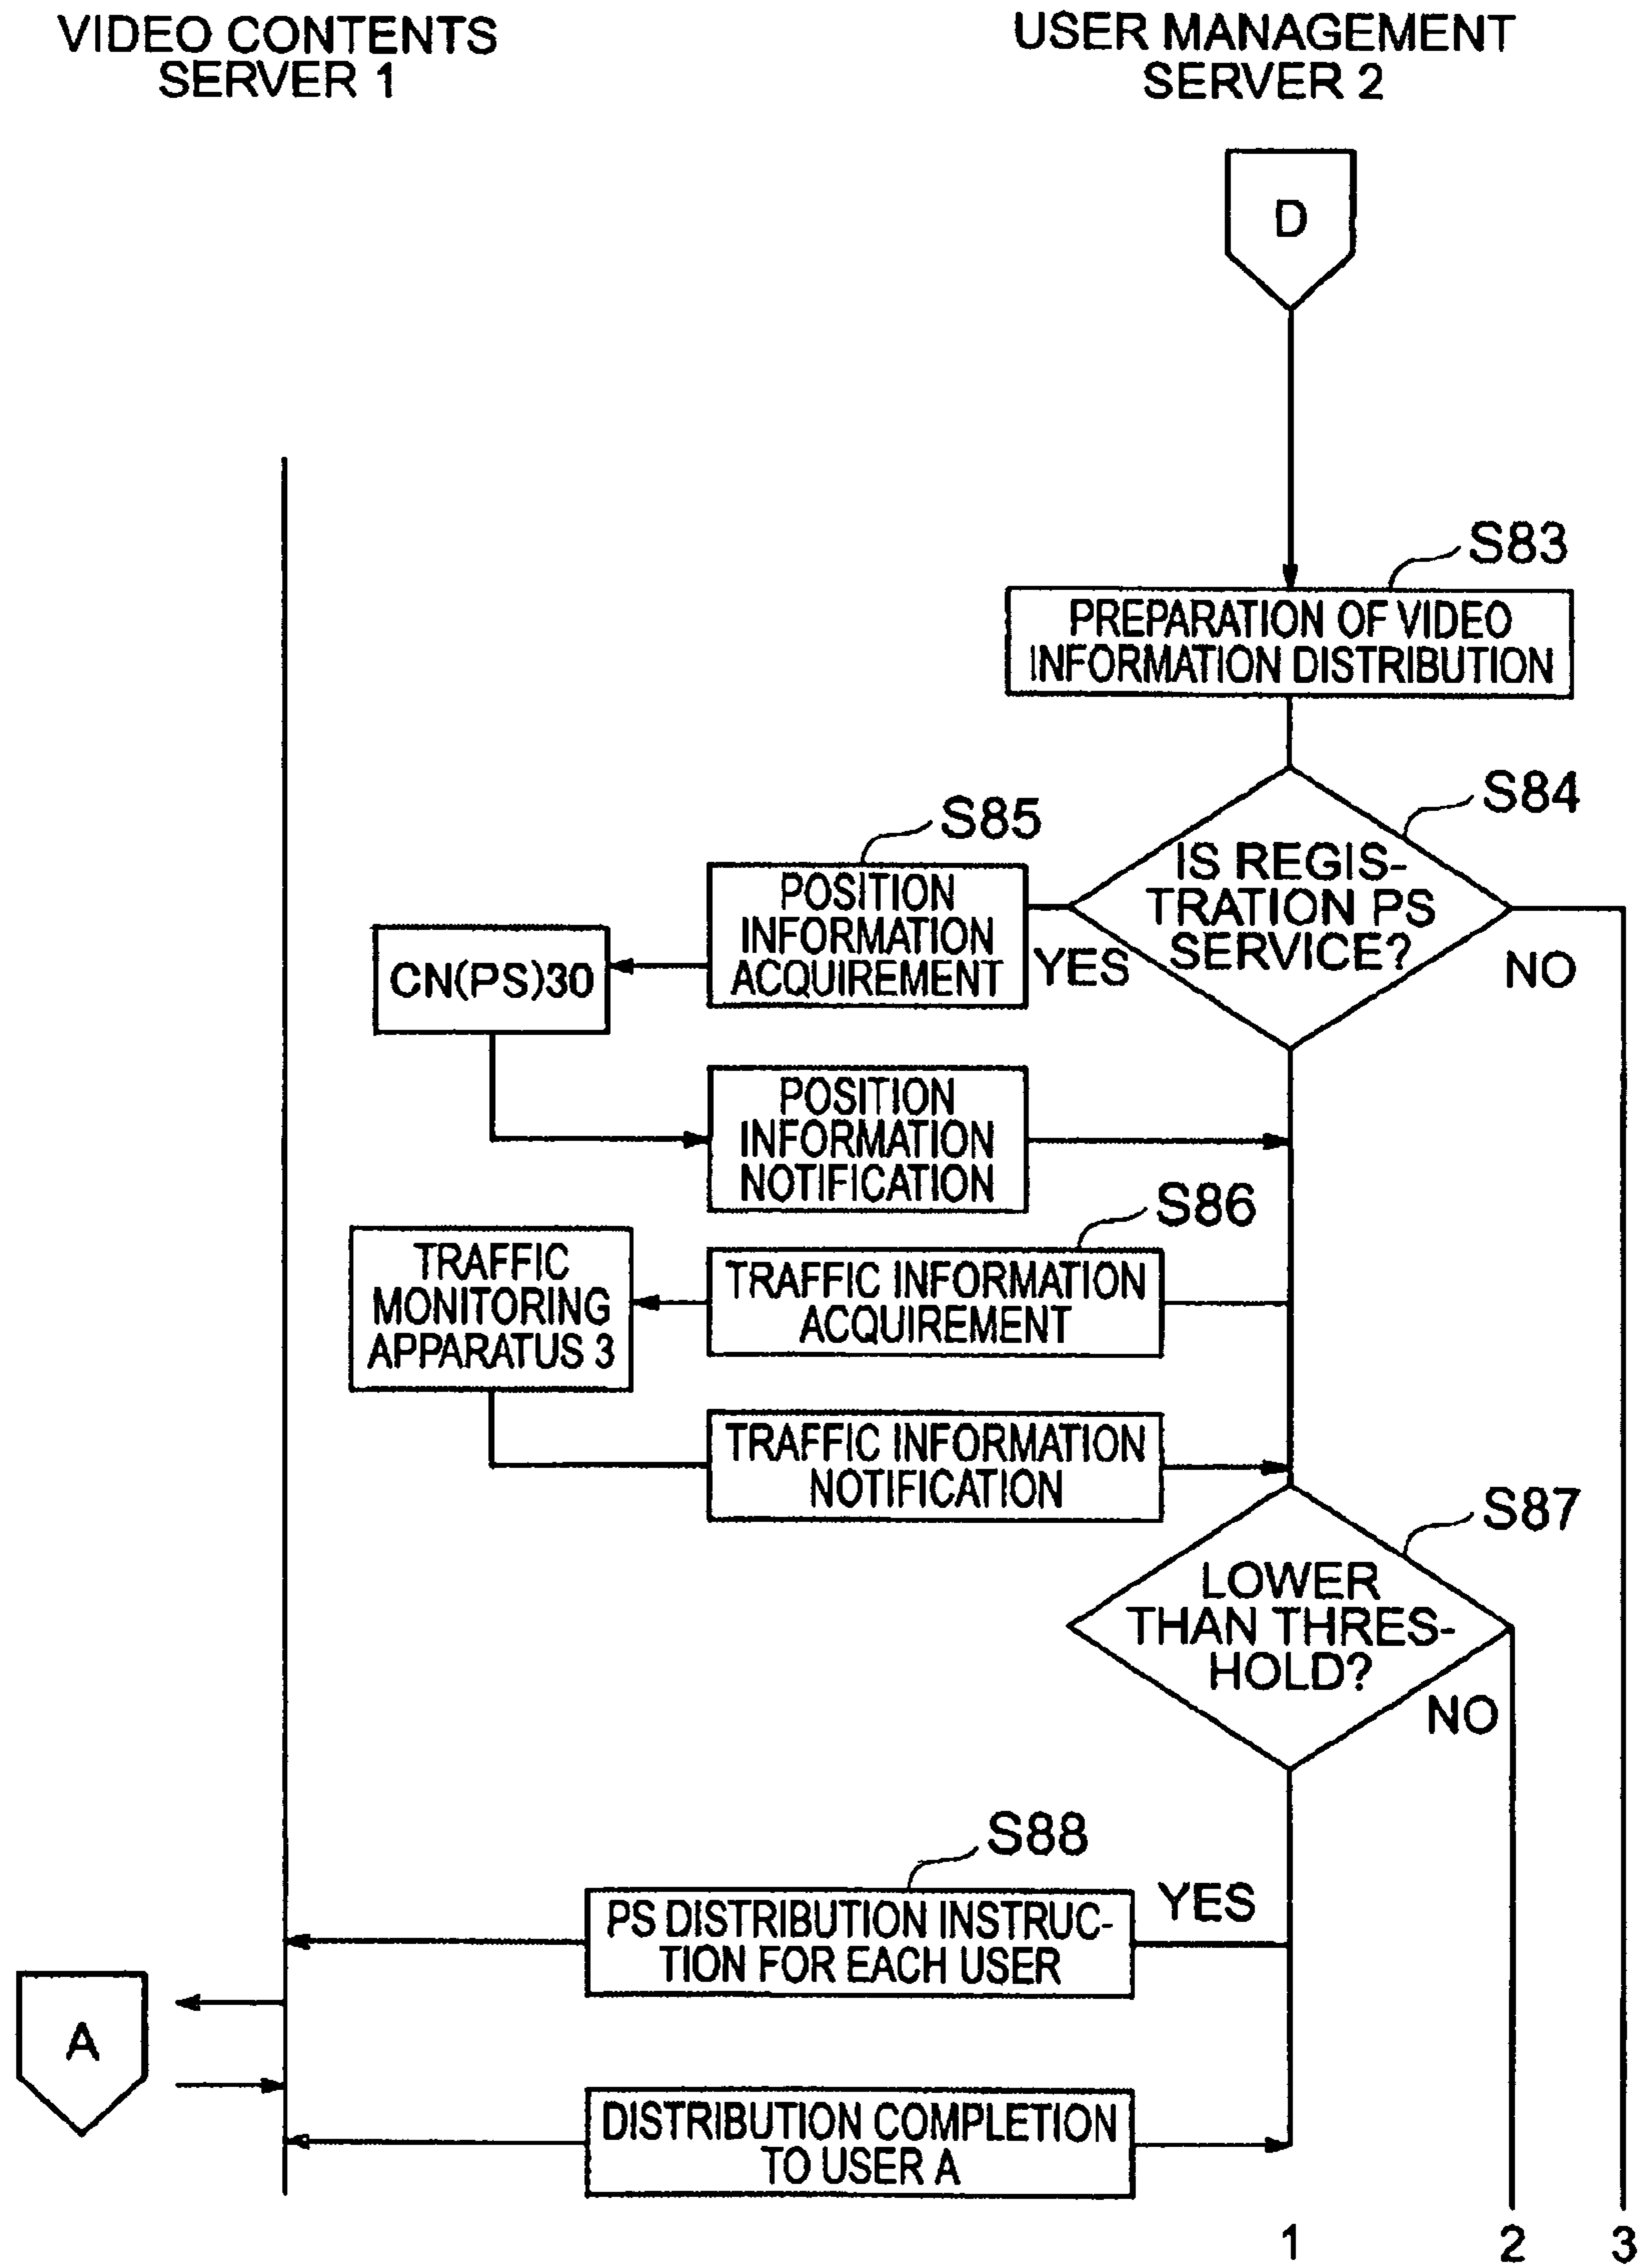 VIDEO CONTENTS
SERVER 1
USER MANAGEMENT
SERVER 2
D
S83
PREPARATION OF VIDEO
INFORMATION DISTRIBUTION
S84
IS REGIS-
TRATION PS
SERVICE?
YES
NO
S85
POSITION
INFORMATION
ACQUIREMENT
CN(PS)30
POSITION
INFORMATION
NOTIFICATION
S86
TRAFFIC INFORMATION
ACQUIREMENT
TRAFFIC
MONITORING
APPARATUS 3
TRAFFIC INFORMATION
NOTIFICATION
S87
LOWER
THAN THRES-
HOLD?
NO
S88
YES
PS DISTRIBUTION INSTRUC-
TION FOR EACH USER
A
DISTRIBUTION COMPLETION
TO USER A
1
2
3